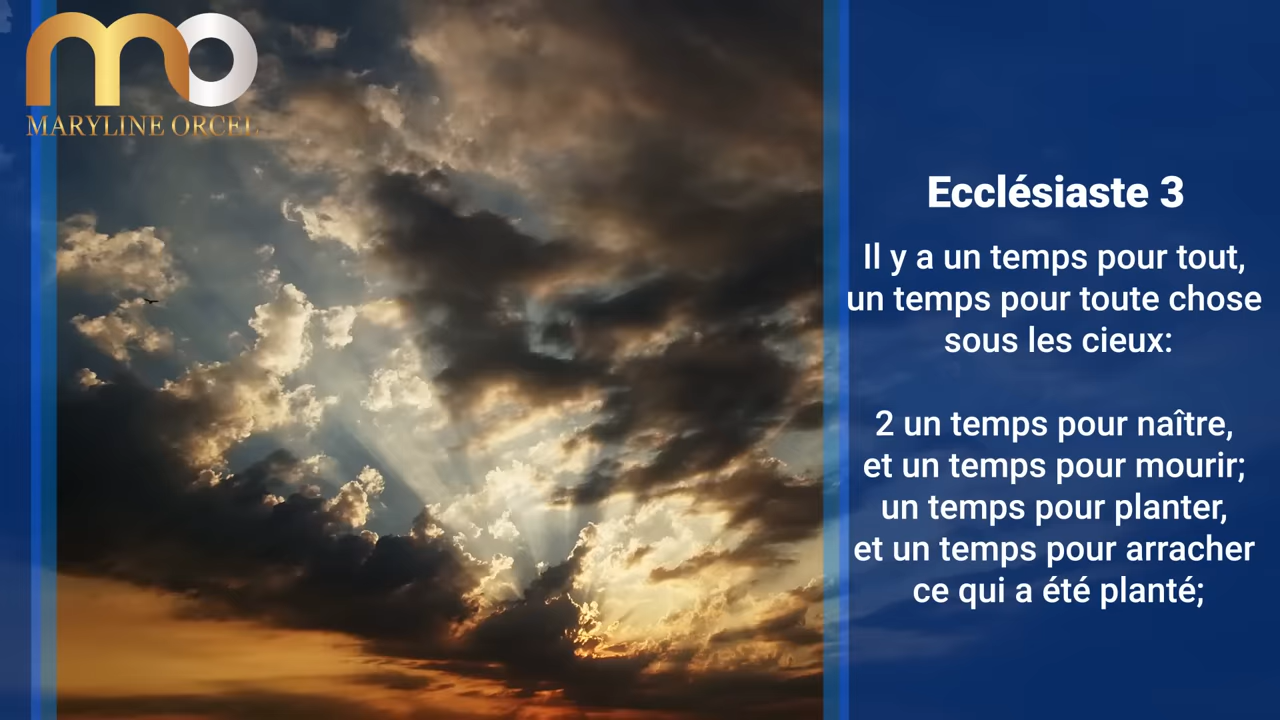 mo
MARYLINE ORCEL
Ecclésiaste 3
Il y a un temps pour tout,
un temps pour toute chose
sous les cieux:
2 un temps pour naître,
et un temps pour mourir;
un temps pour planter,
et un temps pour arracher
ce qui a été planté;